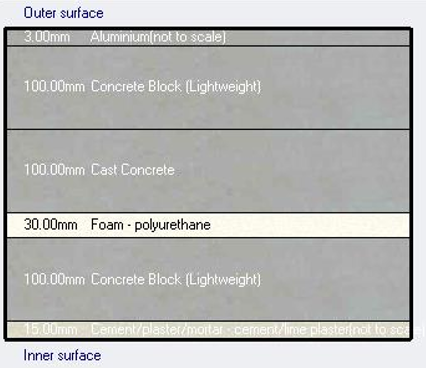 Outer surface
3.00mm Aluminium(not to scale)
100.00mm Concrete Block (Lightweight)
100.00mm Cast Concrete
30.00mm Foam - polyurethane
100.00mm Concrete Block (Lightweight)
15.00mm Cement/plaster/mortar - cement/lime plaster(not to scale)
Inner surface